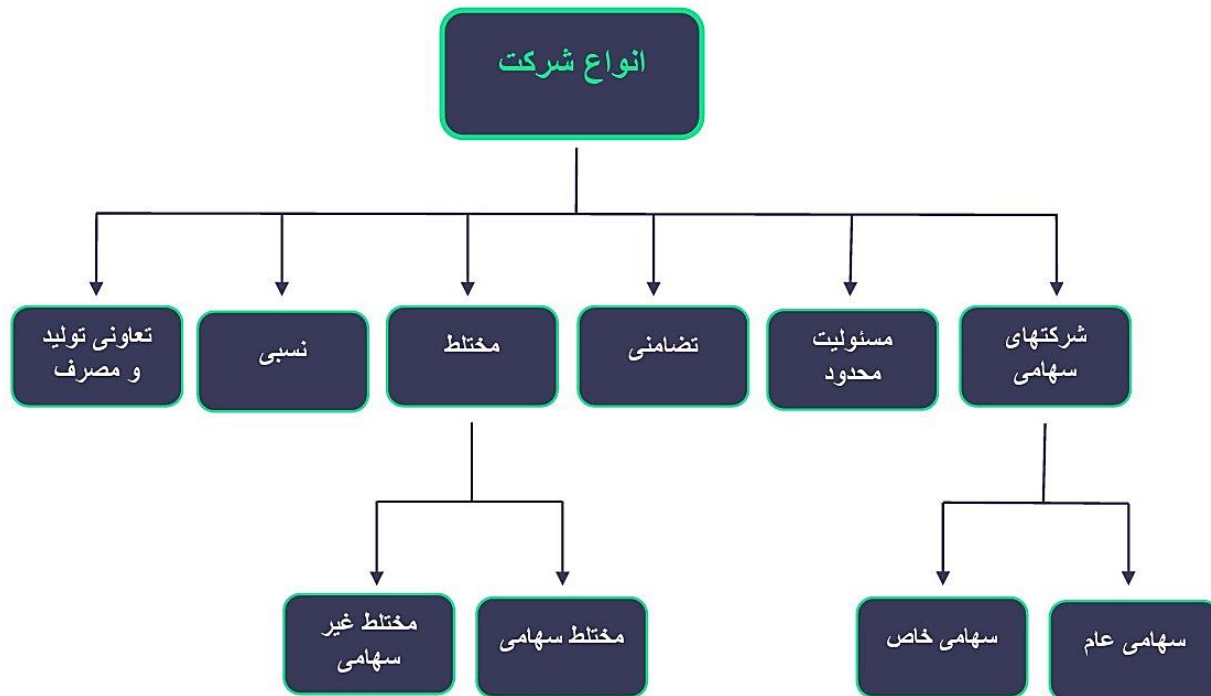 انواع شرکت
شرکتهای
سهامی
مسئولیت
محدود
تضامنی
مختلط
نسبی
تعاونی تولید
و مصرف
سهامی عام
سهامی خاص
مختلط سهامی
مختلط غیر
سهامی